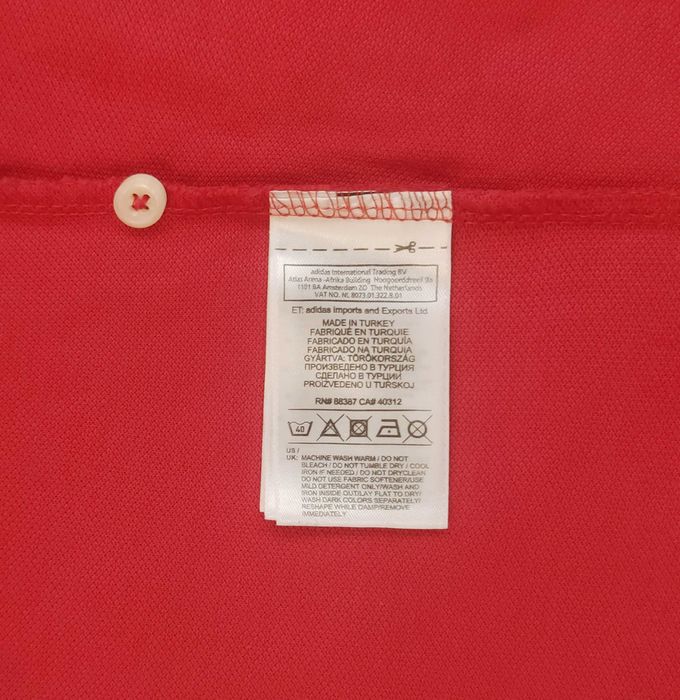 adidas International Trading BV
Atlas Arena -Afrika Building Hoogoorddreef 9a
1101 BA Amsterdam ZO The Netherlands
VAT NO. NL 8073.01.322.B.01
ET: adidas Imports and Exports Ltd.
MADE IN TURKEY
FABRIQUÉ EN TURQUIE
FABRICADO EN TURQUÍA
FABRICADO NA TURQUIA
GYÁRTVA: TÖRÖKORSZÁG
ПРОИЗВЕДЕНО В ТУРЦИЯ
СДЕЛАНО В ТУРЦИИ
PROIZVEDENO U TURSKOJ
RN# 88387 CA# 40312
40
US /
UK: MACHINE WASH WARM / DO NOT
BLEACH / DO NOT TUMBLE DRY / COOL
IRON IF NEEDED / DO NOT DRYCLEAN
DO NOT USE FABRIC SOFTENER/USE
MILD DETERGENT ONLY/WASH AND
IRON INSIDE OUT/LAY FLAT TO DRY/
WASH DARK COLORS SEPARATELY/
RESHAPE WHILE DAMP/REMOVE
IMMEDIATELY